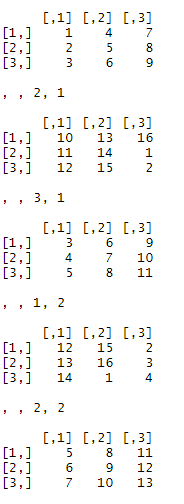 [,1] [,2] [,3]
[1,]    1    4    7
[2,]    2    5    8
[3,]    3    6    9
, , 2, 1
     [,1] [,2] [,3]
[1,]   10   13   16
[2,]   11   14    1
[3,]   12   15    2
, , 3, 1
     [,1] [,2] [,3]
[1,]    3    6    9
[2,]    4    7   10
[3,]    5    8   11
, , 1, 2
     [,1] [,2] [,3]
[1,]   12   15    2
[2,]   13   16    3
[3,]   14    1    4
, , 2, 2
     [,1] [,2] [,3]
[1,]    5    8   11
[2,]    6    9   12
[3,]    7   10   13